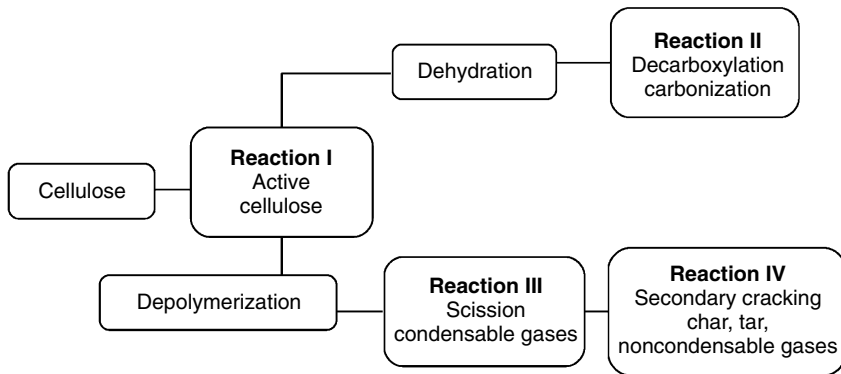 Cellulose
Reaction I
Active
cellulose
Dehydration
Reaction II
Decarboxylation
carbonization
Depolymerization
Reaction III
Scission
condensable gases
Reaction IV
Secondary cracking
char, tar,
noncondensable gases